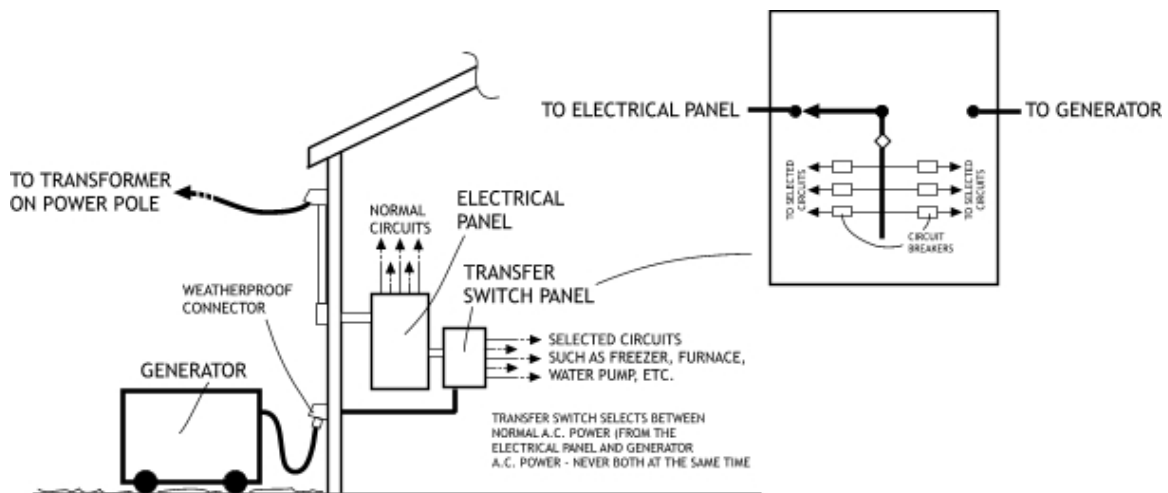 TO TRANSFORMER
ON POWER POLE
NORMAL
CIRCUITS
ELECTRICAL
PANEL
TRANSFER
SWITCH PANEL
WEATHERPROOF
CONNECTOR
GENERATOR
SELECTED CIRCUITS
SUCH AS FREEZER, FURNACE,
WATER PUMP, ETC.
TRANSFER SWITCH SELECTS BETWEEN
NORMAL A.C. POWER (FROM THE
ELECTRICAL PANEL AND GENERATOR
A.C. POWER - NEVER BOTH AT THE SAME TIME
TO ELECTRICAL PANEL
TO GENERATOR
TO SELECTED
CIRCUITS
TO SELECTED
CIRCUITS
CIRCUIT
BREAKERS